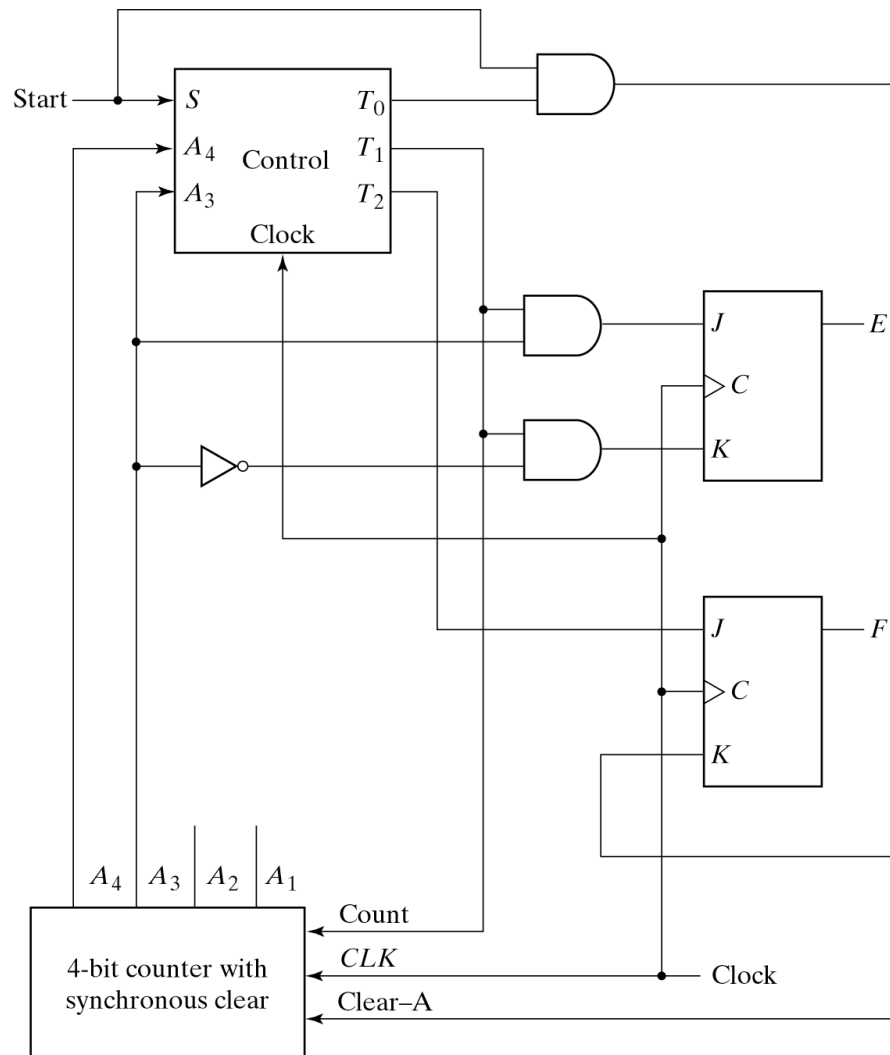 Start
S
T0
A4
Control
T1
A3
T2
Clock
J
E
C
K
J
F
C
K
A4 A3 A2 A1
Count
4-bit counter with
synchronous clear
CLK
Clock
Clear–A